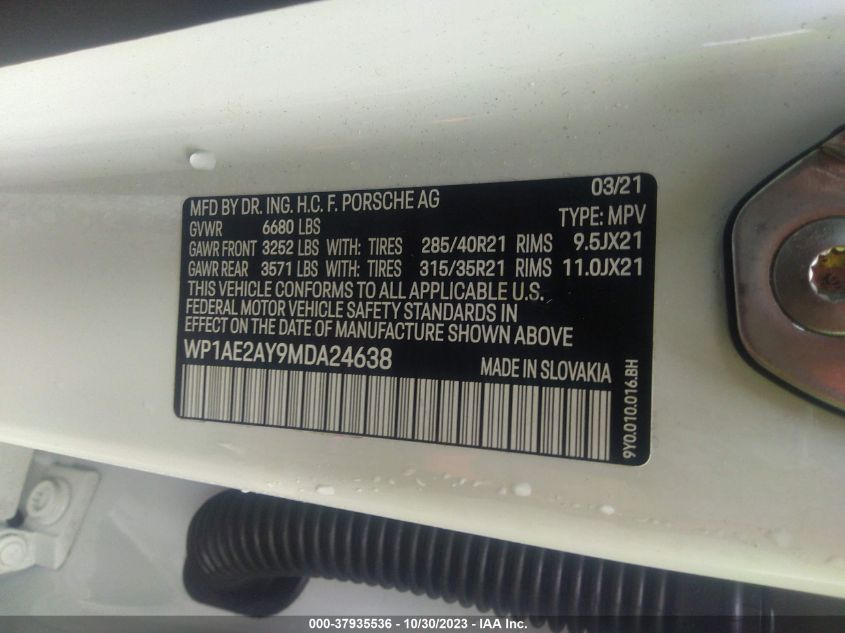 03/21
MFD BY DR. ING. H.C. F. PORSCHE AG
GVWR 6680 LBS TYPE: MPV
GAWR FRONT 3252 LBS WITH: TIRES 285/40R21 RIMS 9.5JX21
GAWR REAR 3571 LBS WITH: TIRES 315/35R21 RIMS 11.0JX21
THIS VEHICLE CONFORMS TO ALL APPLICABLE U.S.
FEDERAL MOTOR VEHICLE SAFETY STANDARDS IN
EFFECT ON THE DATE OF MANUFACTURE SHOWN ABOVE
WP1AE2AY9MDA24638 MADE IN SLOVAKIA
9Y0.010.016.BH
000-37935536 - 10/30/2023 - IAA Inc.